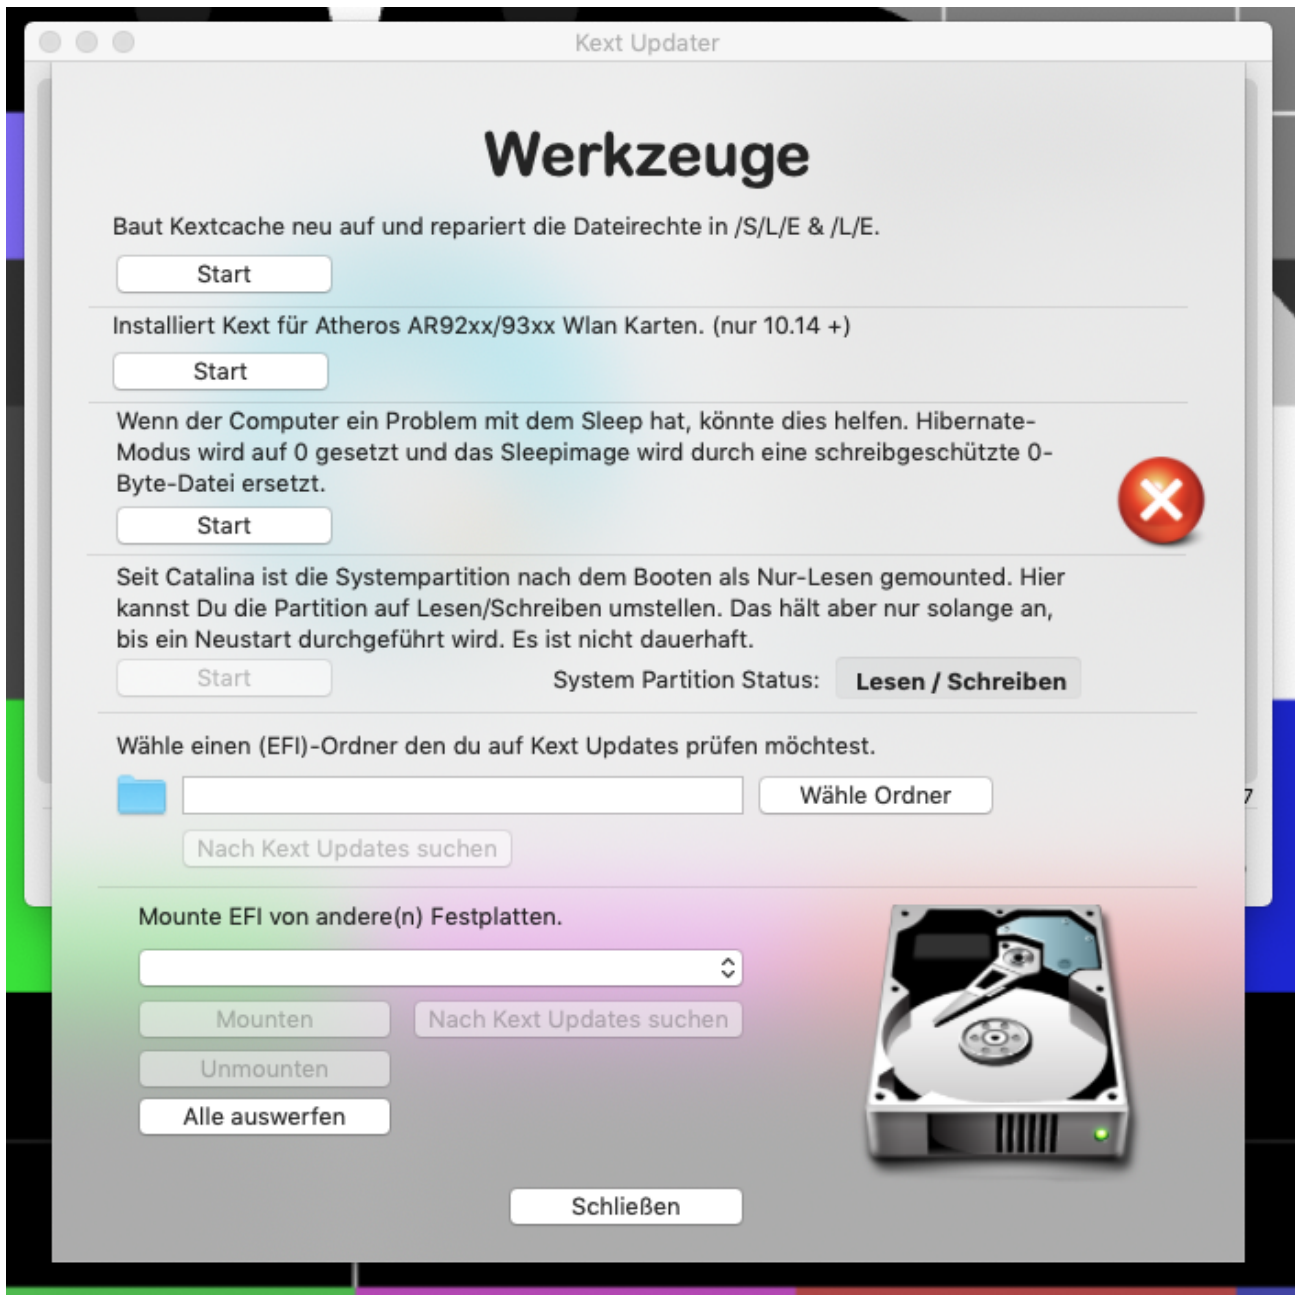 Kext Updater
Werkzeuge
Baut Kextcache neu auf und repariert die Dateirechte in /S/L/E & /L/E.
Start
Installiert Kext für Atheros AR92xx/93xx Wlan Karten. (nur 10.14 +)
Start
Wenn der Computer ein Problem mit dem Sleep hat, könnte dies helfen. Hibernate-
Modus wird auf 0 gesetzt und das Sleepimage wird durch eine schreibgeschützte 0-
Byte-Datei ersetzt.
Start
Seit Catalina ist die Systempartition nach dem Booten als Nur-Lesen gemounted. Hier
kannst Du die Partition auf Lesen/Schreiben umstellen. Das hält aber nur solange an,
bis ein Neustart durchgeführt wird. Es ist nicht dauerhaft.
Start System Partition Status: Lesen / Schreiben
Wähle einen (EFI)-Ordner den du auf Kext Updates prüfen möchtest.
Wähle Ordner 7
Nach Kext Updates suchen
Mounte EFI von andere(n) Festplatten.
Mounten Nach Kext Updates suchen
Unmounten
Alle auswerfen
Schließen